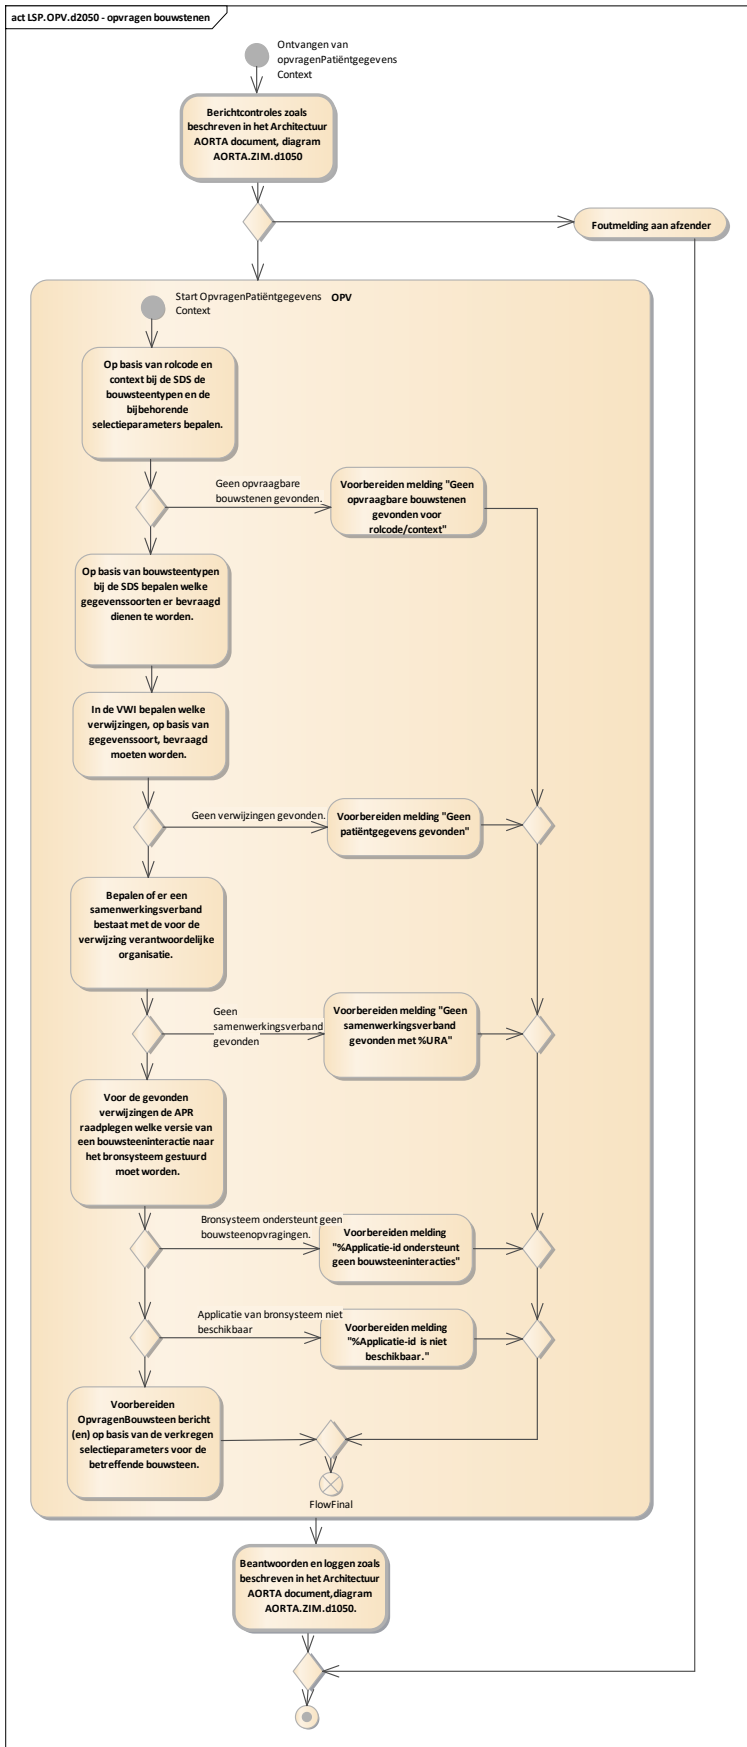 act LSP.OPV.d2050 - opvragen bouwstenen
Ontvangen van
opvragenPatiëntgegevens
Context
Berichtcontroles zoals
beschreven in het Architectuur
AORTA document, diagram
AORTA.ZIM.d1050
Foutmelding aan afzender
Start OpvragenPatiëntgegevens
Context
OPV
Op basis van rolcode en
context bij de SDS de
bouwsteentypen en de
bijbehorende
selectieparameters bepalen.
Geen opvraagbare
bouwstenen gevonden.
Voorbereiden melding "Geen
opvraagbare bouwstenen
gevonden voor
rolcode/context"
Op basis van bouwsteentypen
bij de SDS bepalen welke
gegevenssoorten er bevraagd
dienen te worden.
In de VWI bepalen welke
verwijzingen, op basis van
gegevenssoort, bevraagd
moeten worden.
Geen verwijzingen gevonden.
Voorbereiden melding "Geen
patiëntgegevens gevonden"
Bepalen of er een
samenwerkingsverband
bestaat met de voor de
verwijzing verantwoordelijke
organisatie.
Geen
samenwerkingsverband
gevonden
Voorbereiden melding "Geen
samenwerkingsverband
gevonden met %URA"
Voor de gevonden
verwijzingen de APR
raadplegen welke versie van
een bouwsteeninteractie naar
het bronsysteem gestuurd
moet worden.
Bronsysteem ondersteunt geen
bouwsteenopvragingen.
Voorbereiden melding
"%Applicatie-id ondersteunt
geen bouwsteeninteracties"
Applicatie van bronsysteem niet
beschikbaar
Voorbereiden melding
"%Applicatie-id is niet
beschikbaar."
Voorbereiden
OpvragenBouwsteen bericht
(en) op basis van de verkregen
selectieparameters voor de
betreffende bouwsteen.
FlowFinal
Beantwoorden en loggen zoals
beschreven in het Architectuur
AORTA document,diagram
AORTA.ZIM.d1050.